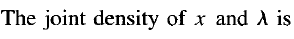 The joint density of x and λ is